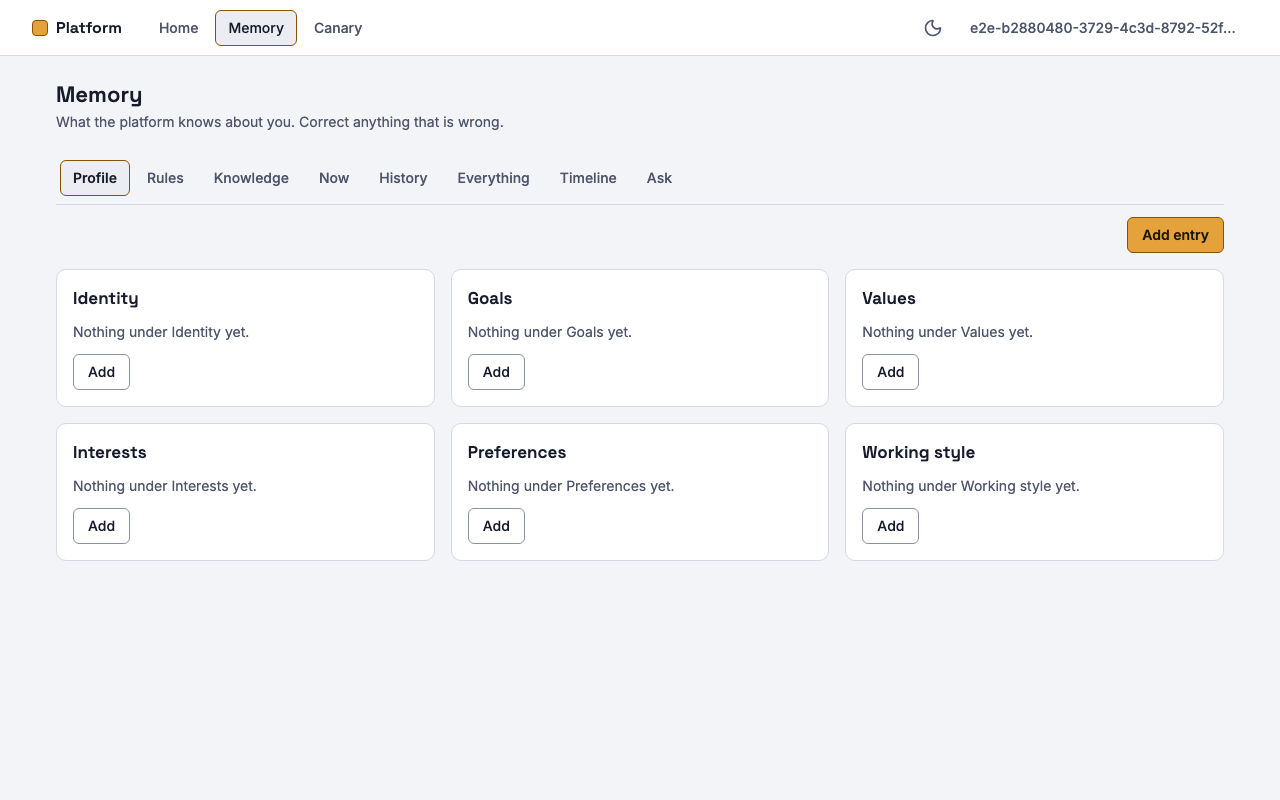 Platform Home Memory Canary e2e-b2880480-3729-4c3d-8792-52f...
Memory
What the platform knows about you. Correct anything that is wrong.
Profile Rules Knowledge Now History Everything Timeline Ask
Add entry
Identity
Nothing under Identity yet.
Add
Goals
Nothing under Goals yet.
Add
Values
Nothing under Values yet.
Add
Interests
Nothing under Interests yet.
Add
Preferences
Nothing under Preferences yet.
Add
Working style
Nothing under Working style yet.
Add